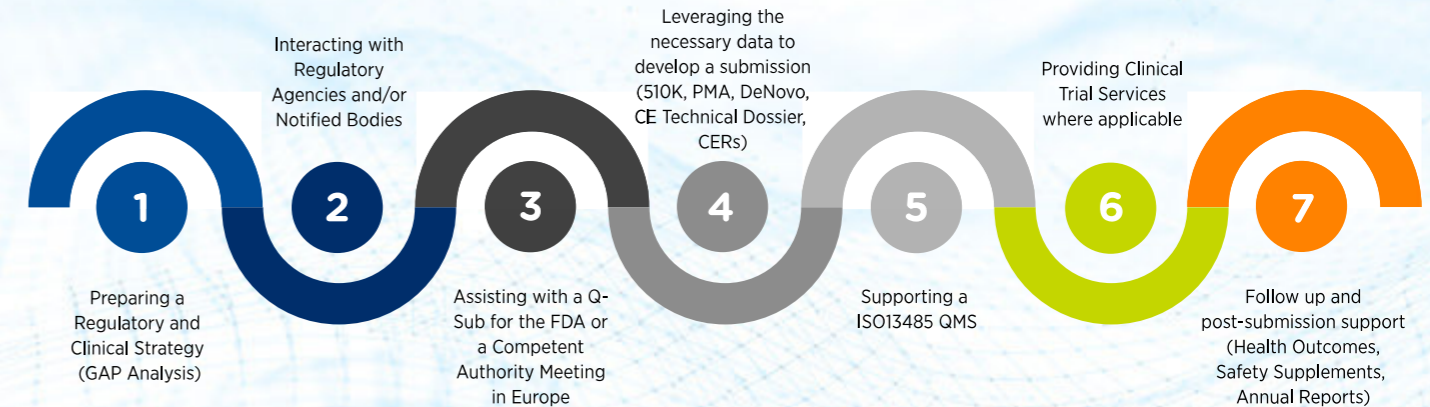 1
Preparing a
Regulatory and
Clinical Strategy
(GAP Analysis)
Interacting with
Regulatory
Agencies and/or
Notified Bodies
2
3
Assisting with a Q-
Sub for the FDA or
a Competent
Authority Meeting
in Europe
Leveraging the
necessary data to
develop a submission
(510K, PMA, DeNovo,
CE Technical Dossier,
CERs)
4
5
Supporting a
ISO13485 QMS
Providing Clinical
Trial Services
where applicable
6
7
Follow up and
post-submission support
(Health Outcomes,
Safety Supplements,
Annual Reports)